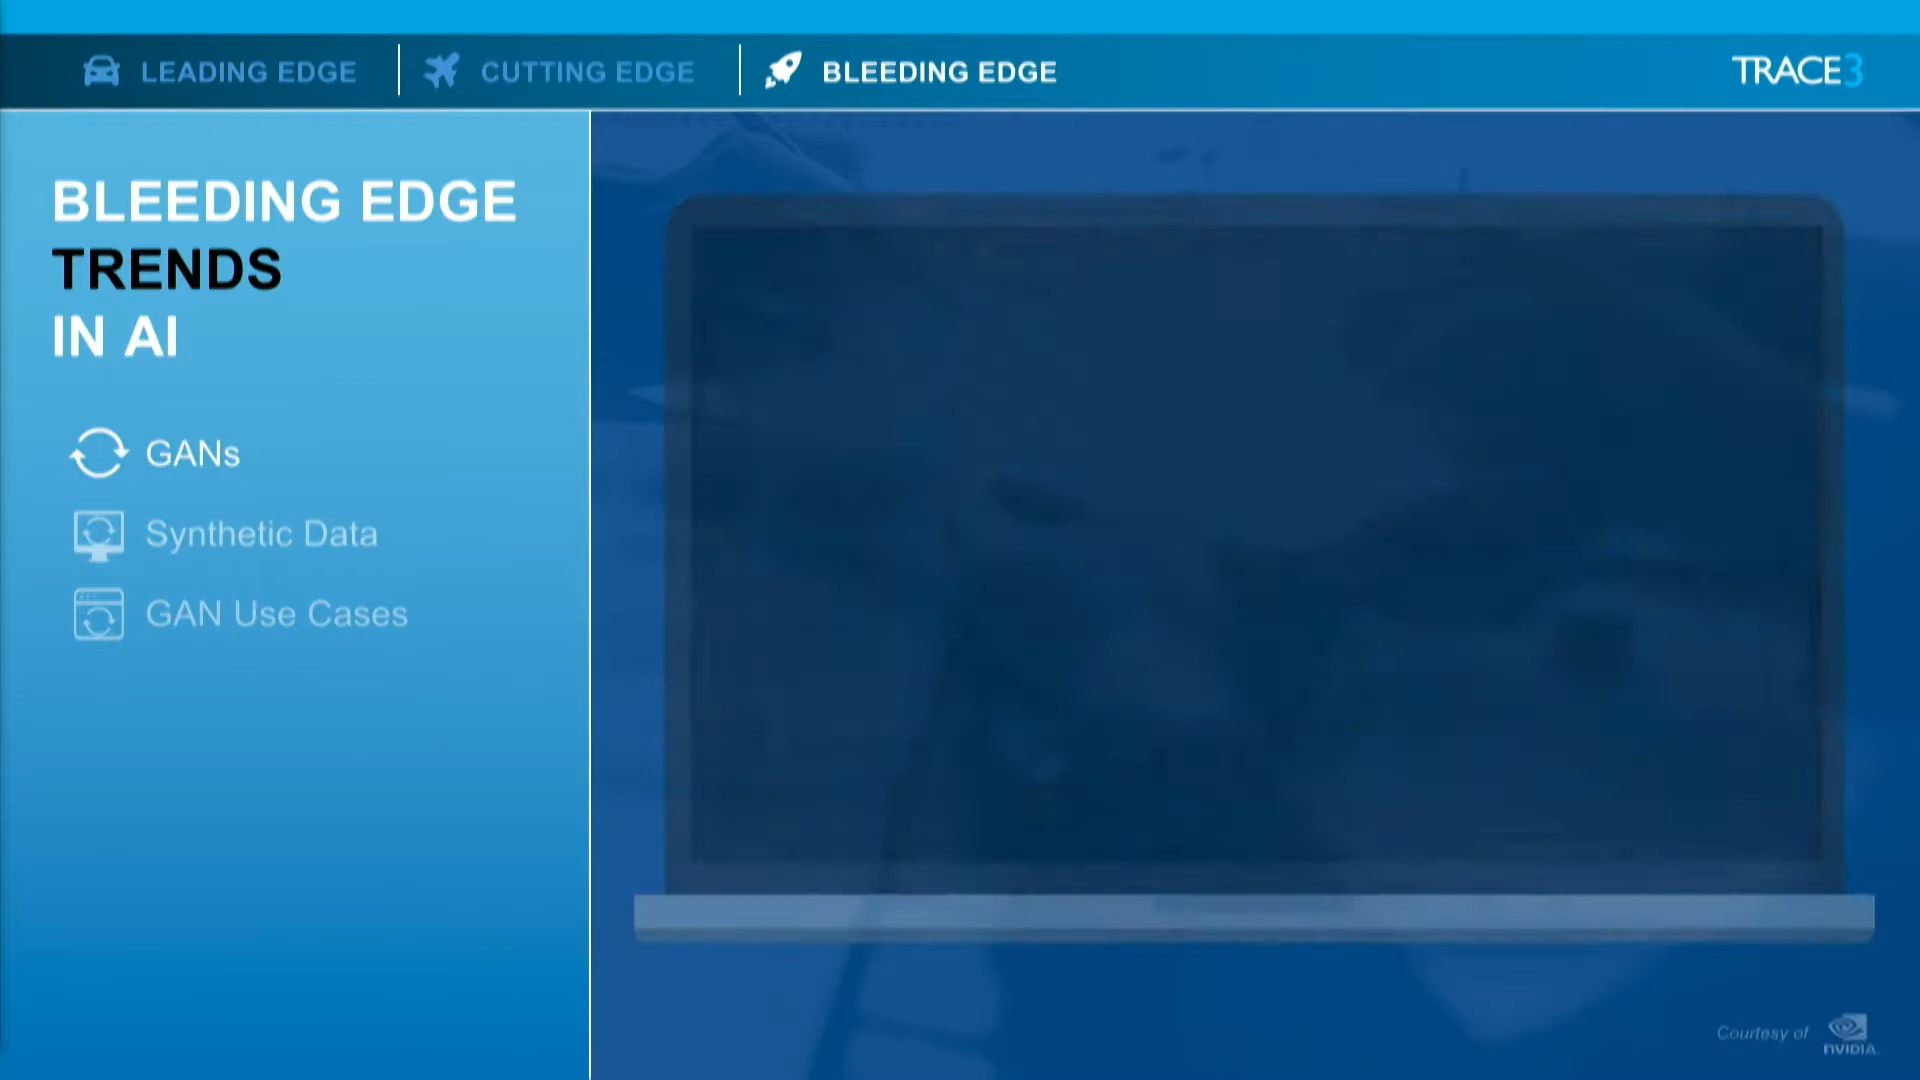 LEADING EDGE
CUTTING EDGE
BLEEDING EDGE
TRACE3
BLEEDING EDGE
TRENDS
IN AI
GANs
Synthetic Data
GAN Use Cases
Courtesy of
NVIDIA